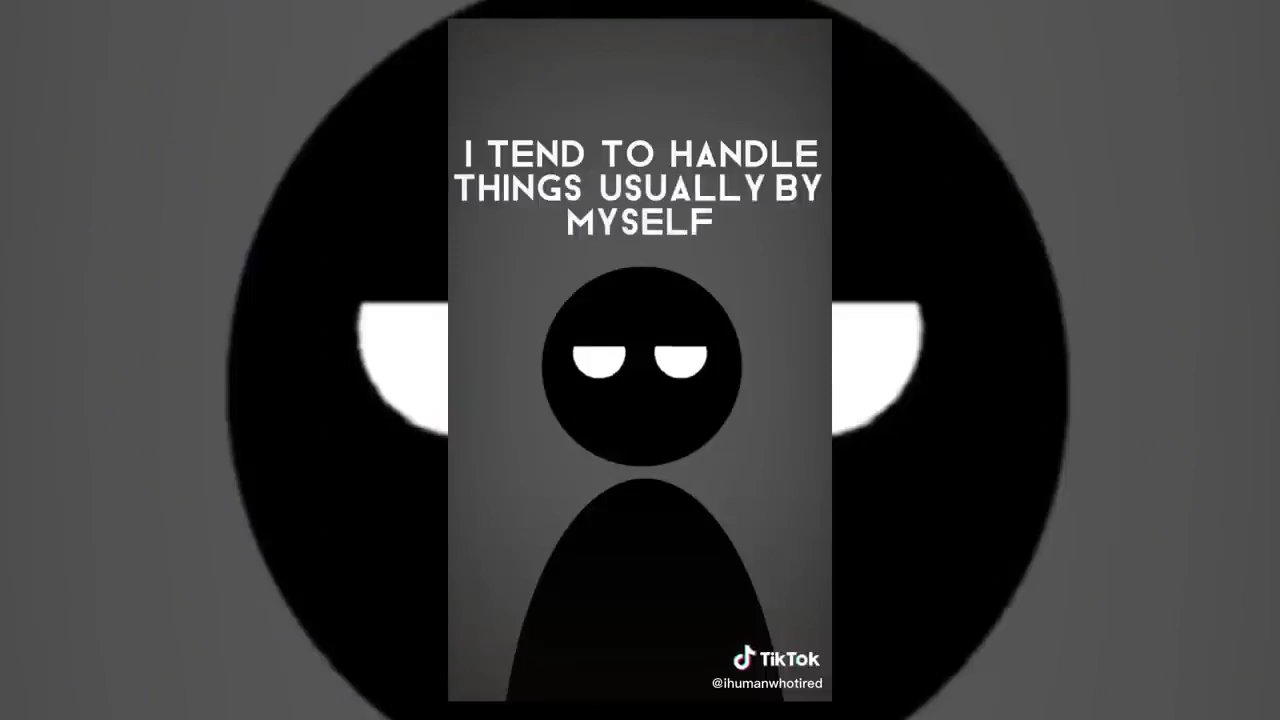 I TEND TO HANDLE
THINGS USUALLY BY
MYSELF
TikTok
@ihumanwhotired